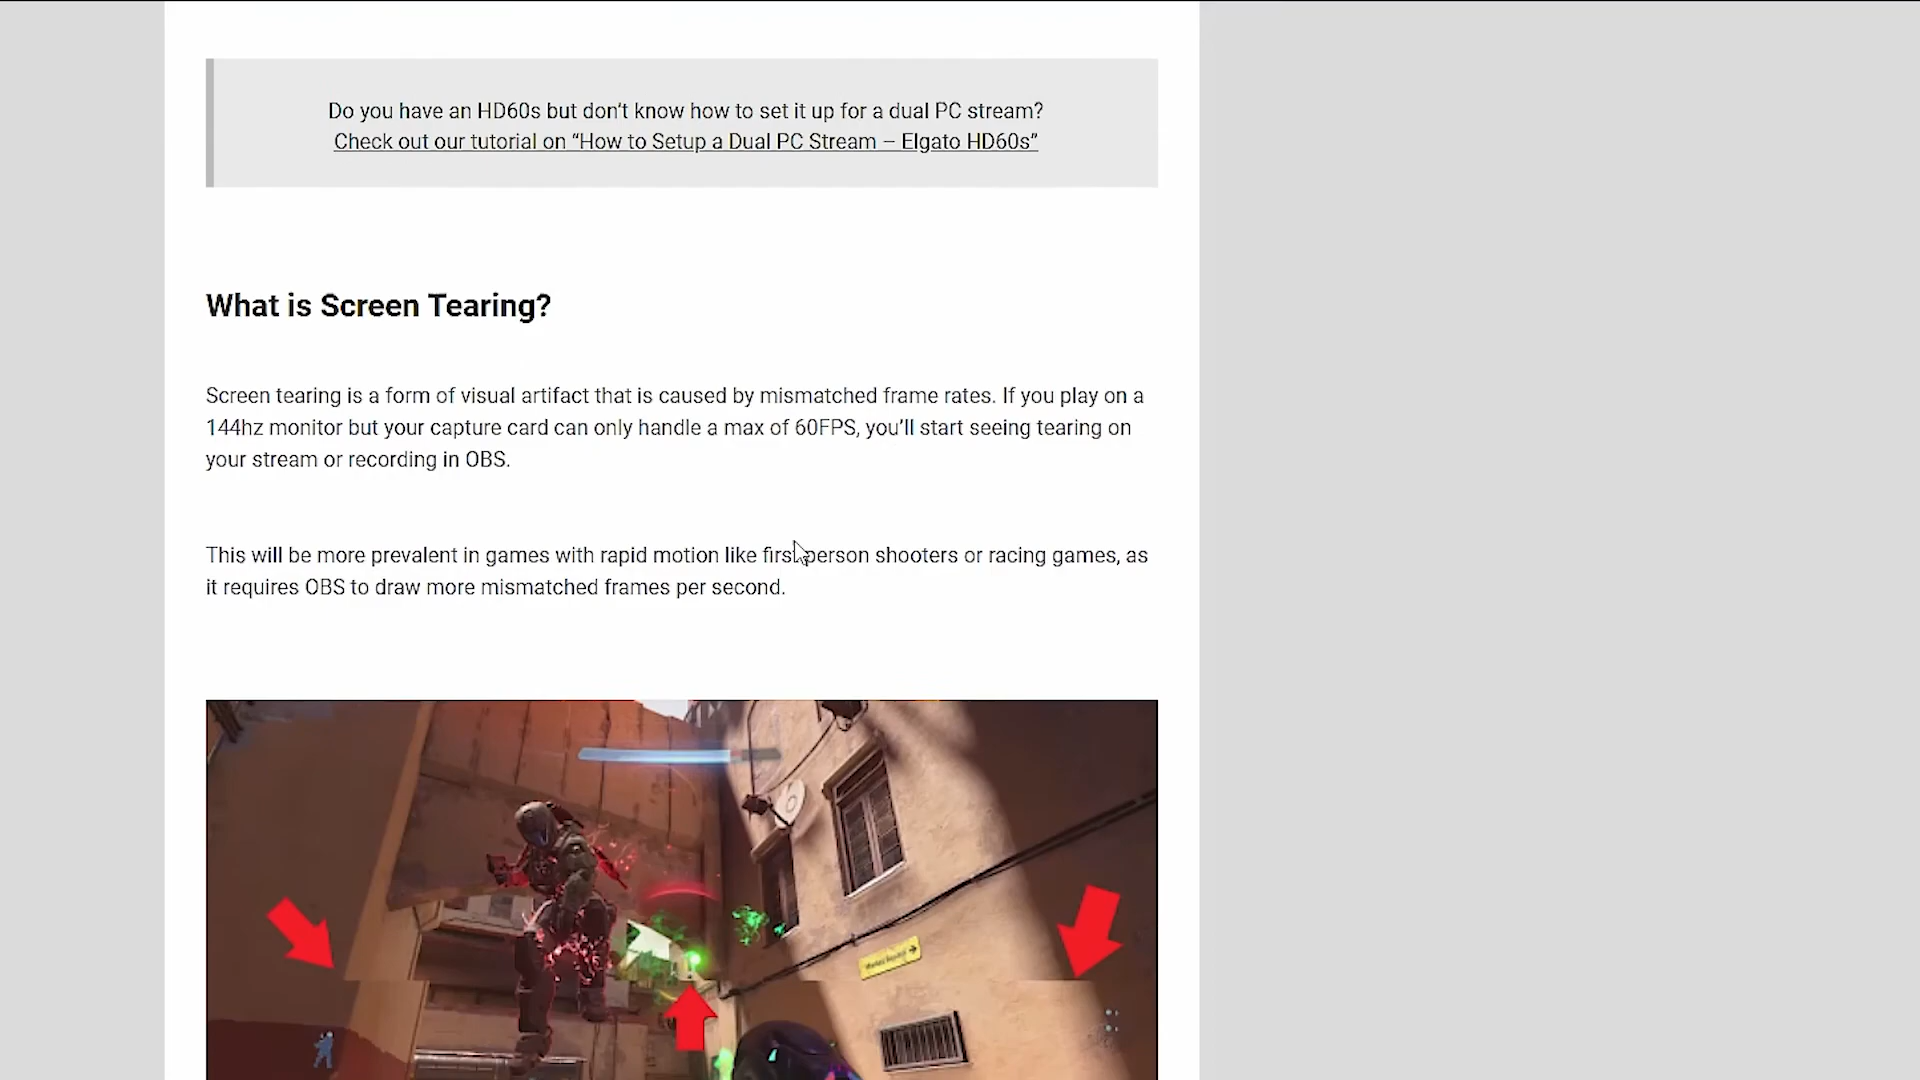 Do you have an HD60s but don't know how to set it up for a dual PC stream?
Check out our tutorial on “How to Setup a Dual PC Stream – Elgato HD60s”
What is Screen Tearing?
Screen tearing is a form of visual artifact that is caused by mismatched frame rates. If you play on a
144hz monitor but your capture card can only handle a max of 60FPS, you'll start seeing tearing on
your stream or recording in OBS.
This will be more prevalent in games with rapid motion like first-person shooters or racing games, as
it requires OBS to draw more mismatched frames per second.